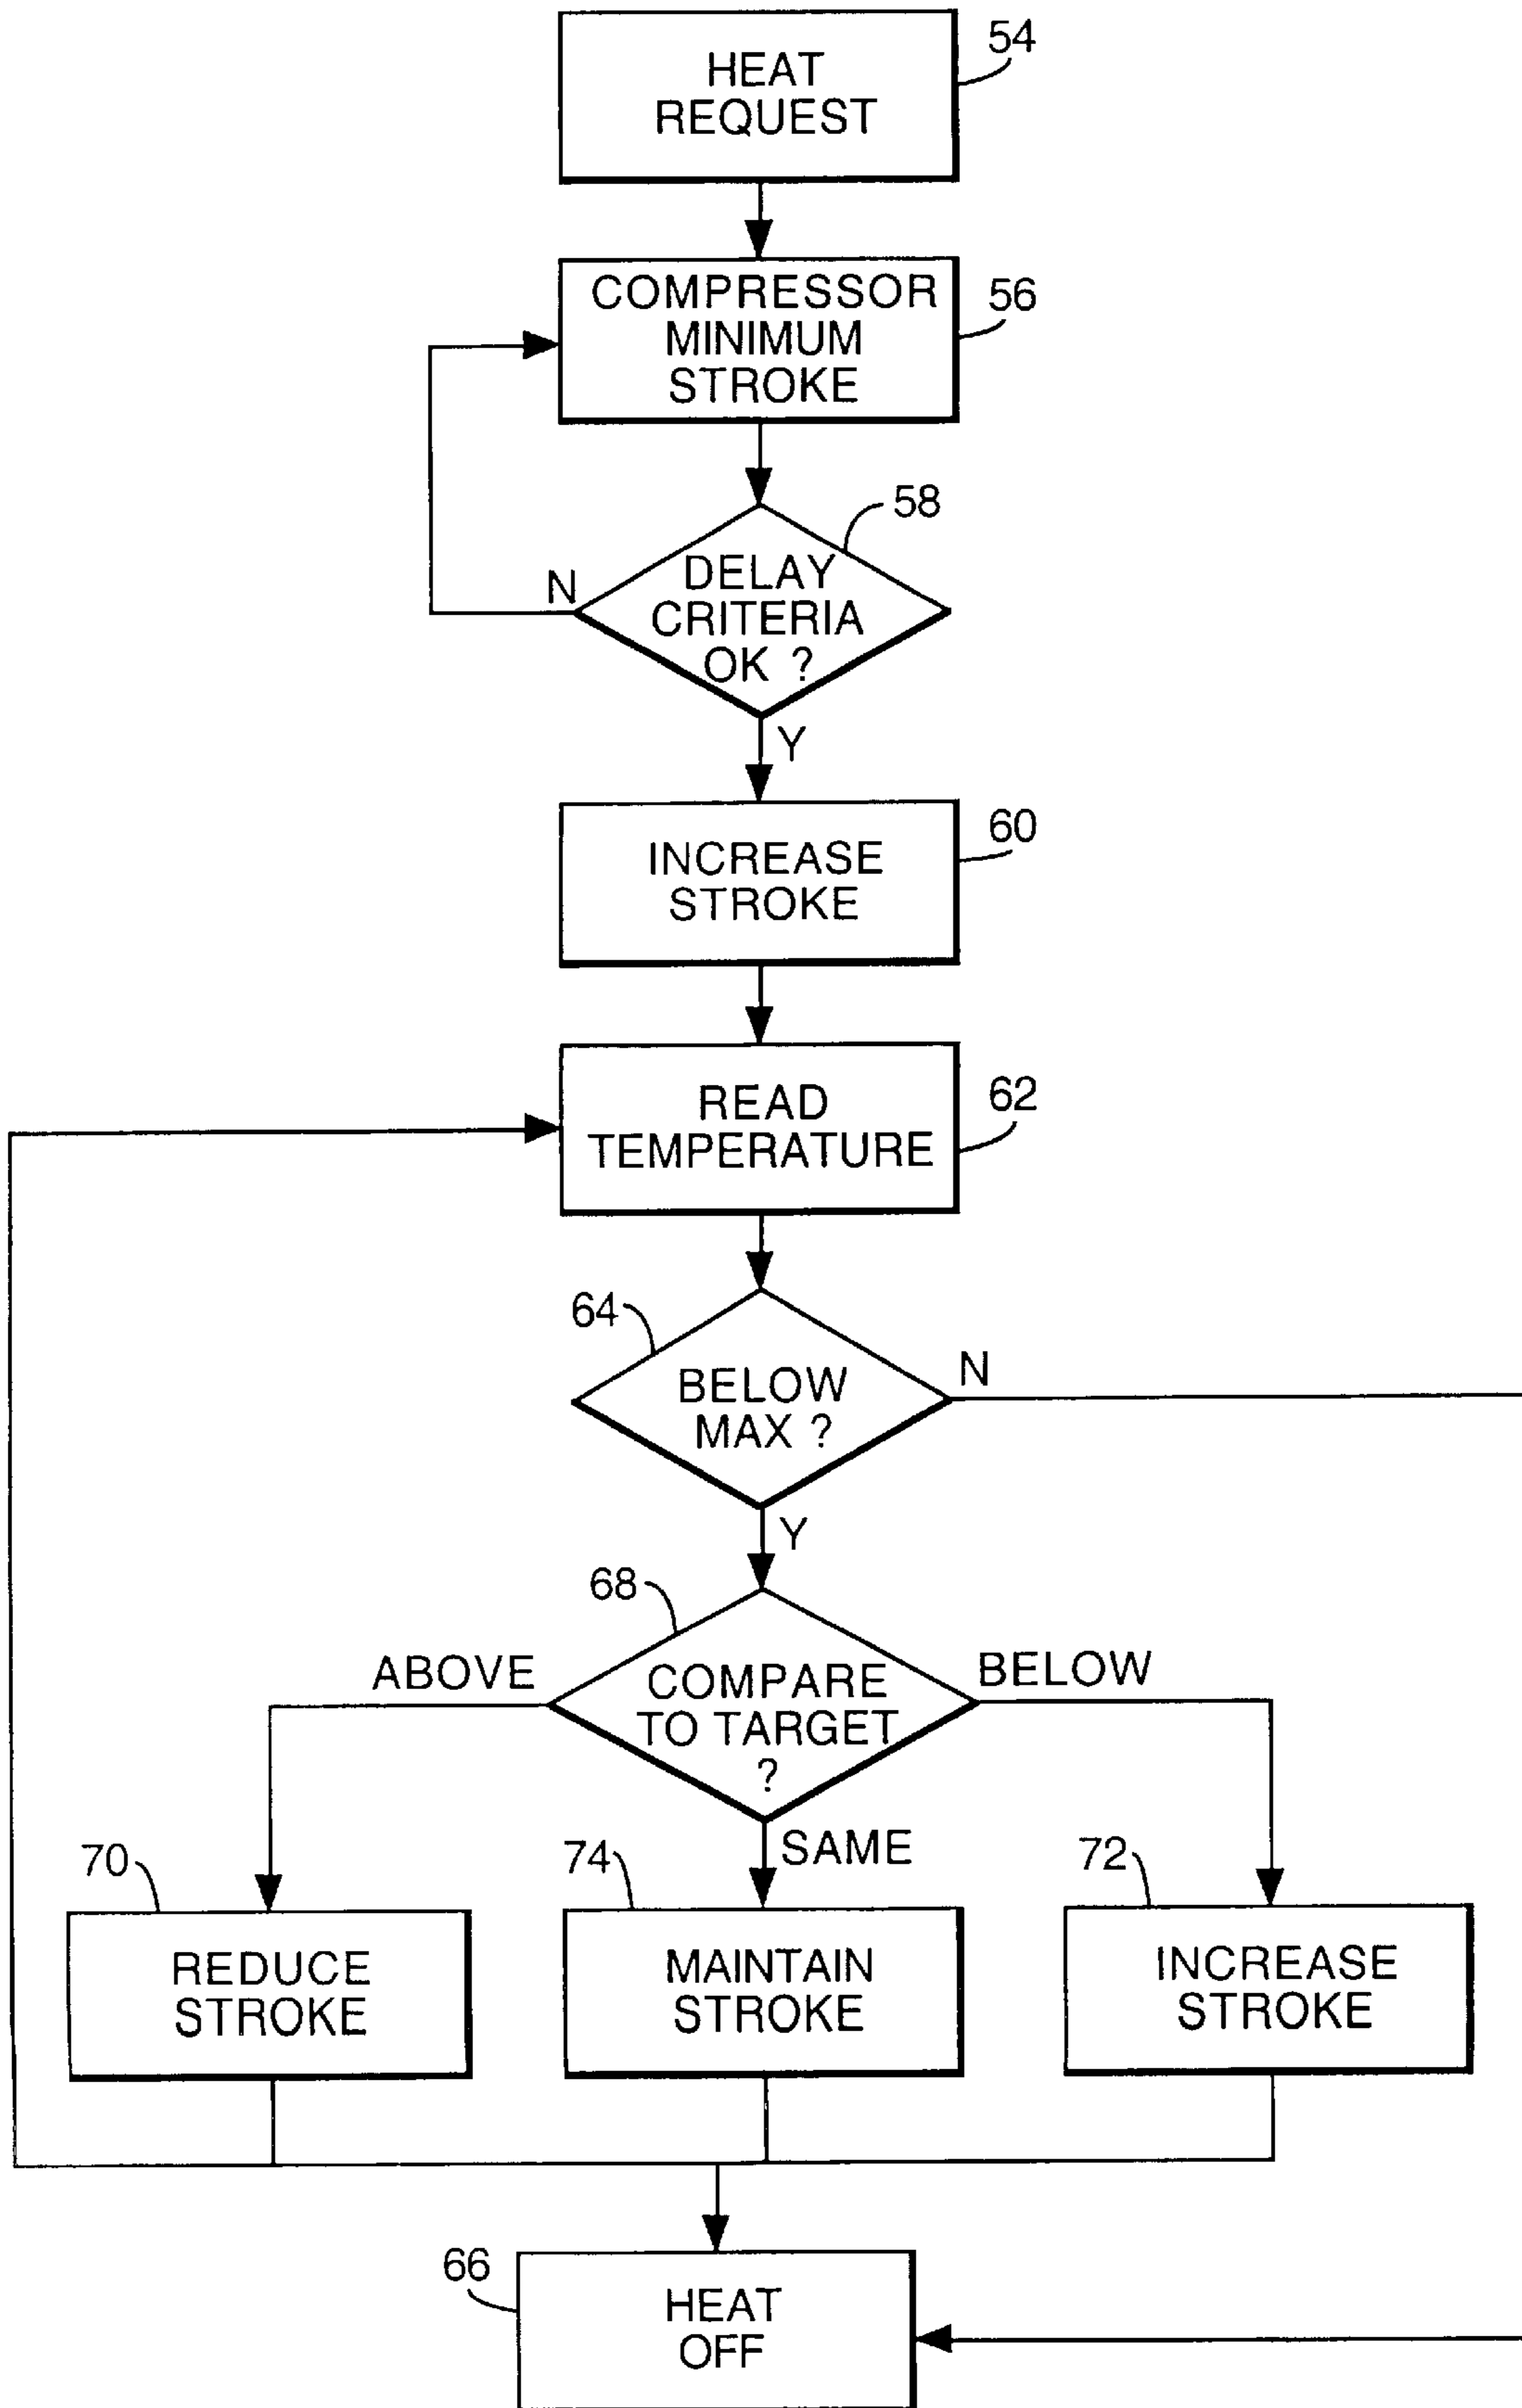 HEAT
REQUEST
54
COMPRESSOR
MINIMUM
STROKE
56
58
DELAY
CRITERIA
OK ?
N
Y
INCREASE
STROKE
60
READ
TEMPERATURE
62
64
BELOW
MAX ?
N
Y
68
ABOVE
COMPARE
TO TARGET
?
BELOW
SAME
70
REDUCE
STROKE
74
MAINTAIN
STROKE
72
INCREASE
STROKE
66
HEAT
OFF